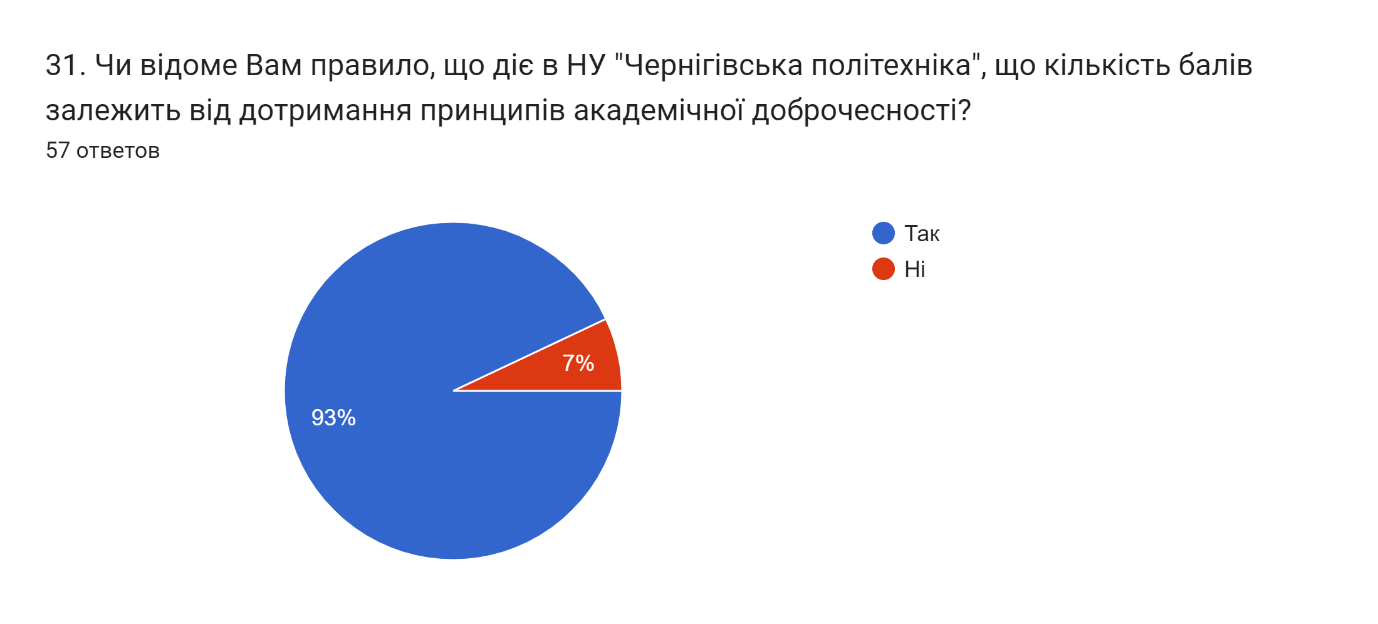 31. Чи відоме Вам правило, що діє в НУ "Чернігівська політехніка", що кількість балів
залежить від дотримання принципів академічної доброчесності?
57 ответов
Так
Ні
7%
93%